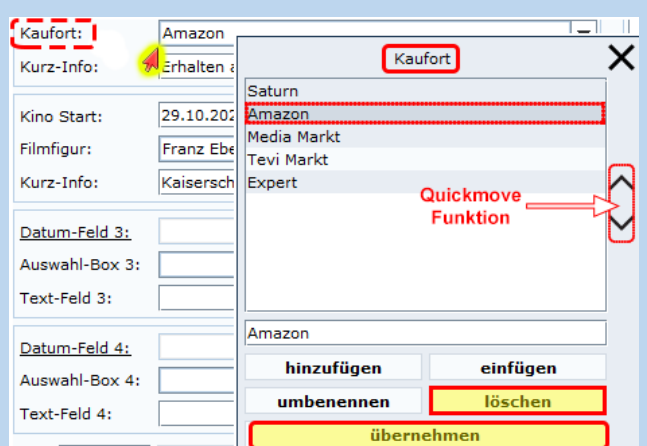 Kaufort:
Amazon
Kurz-Info:
Erhalten
Kino Start:
29.10.202
Filmfigur:
Franz Ebe
Kurz-Info:
Kaisersch
Datum-Feld 3:
Auswahl-Box 3:
Text-Feld 3:
Datum-Feld 4:
Auswahl-Box 4:
Text-Feld 4:
Kaufort
Saturn
Amazon
Media Markt
Tevi Markt
Expert
Quickmove
Funktion
Amazon
hinzufügen einfügen
umbenennen löschen
übernehmen